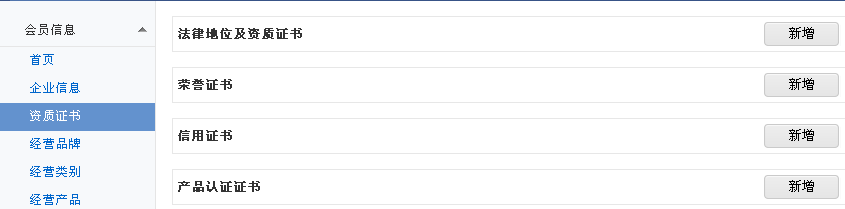 会员信息
首页
企业信息
资质证书
经营品牌
经营类别
经营产品
法律地位及资质证书 新增
荣誉证书 新增
信用证书 新增
产品认证证书 新增